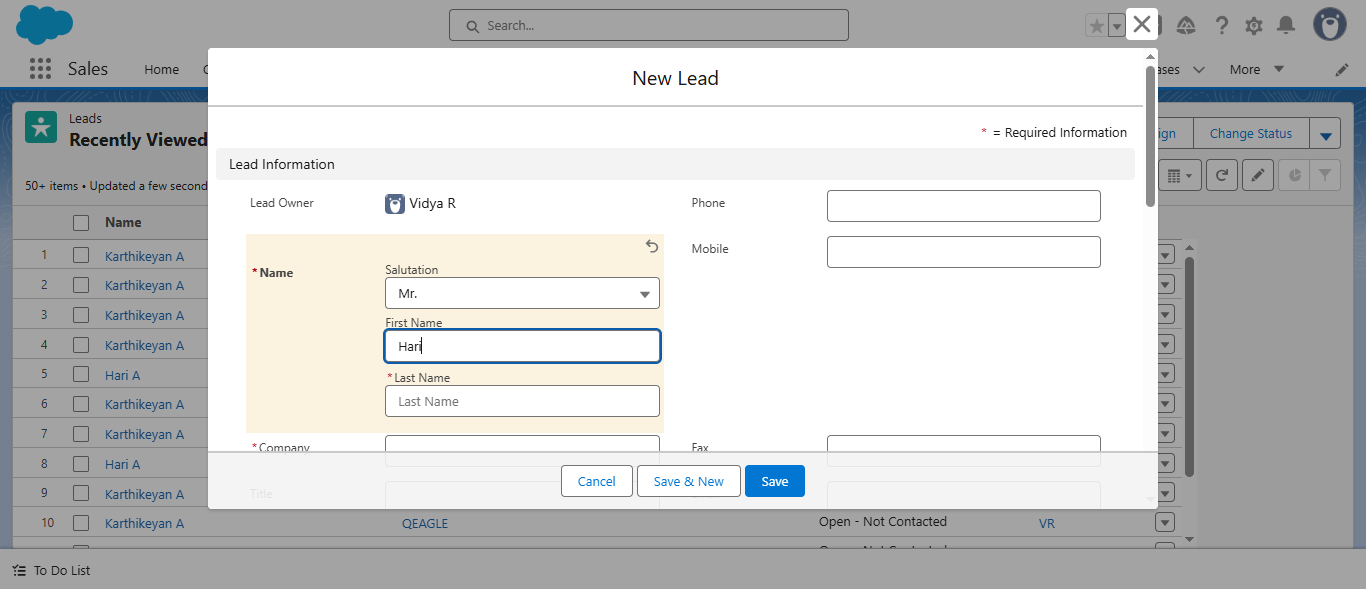 Search...
Sales
Home
ases
More
New Lead
Leads
Recently Viewed
* = Required Information
ign
Change Status
Lead Information
50+ items • Updated a few second
Lead Owner
Vidya R
Phone
Mobile
Name
* Name
Salutation
Mr.
First Name
Hari
* Last Name
Last Name
* Company
Fax
Title
1 Karthikeyan A
2 Karthikeyan A
3 Karthikeyan A
4 Karthikeyan A
5 Hari A
6 Karthikeyan A
7 Karthikeyan A
8 Hari A
9 Karthikeyan A
10 Karthikeyan A QEAGLE Open - Not Contacted VR
Cancel
Save & New
Save
To Do List